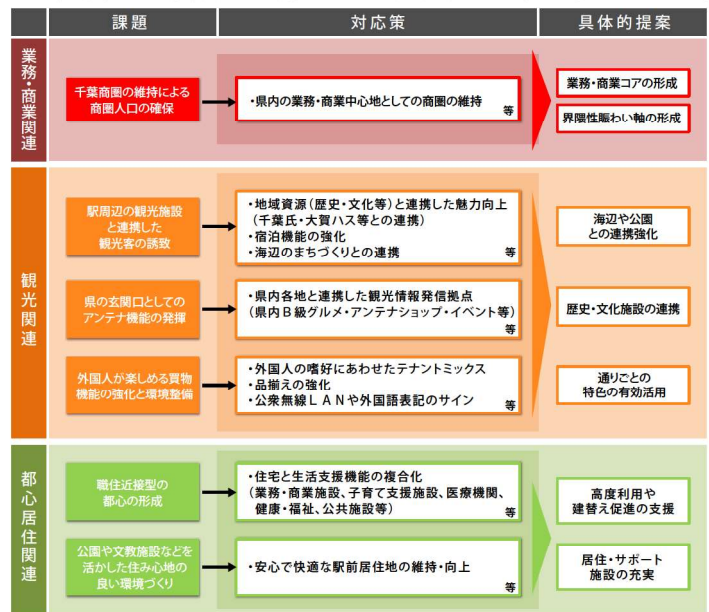 課題
対応策
具体的提案
業務・商業関連
千葉商圏の維持による
商圏人口の確保
・県内の業務・商業中心地としての商圏の維持
等
業務・商業コアの形成
界隈性賑わい軸の形成
観光関連
駅周辺の観光施設
と連携した
観光客の誘致
・地域資源(歴史・文化等)と連携した魅力向上
(千葉氏・大賀ハス等との連携)
・宿泊機能の強化
・海辺のまちづくりとの連携
等
海辺や公園
との連携強化
県の玄関口としての
アンテナ機能の発揮
・県内各地と連携した観光情報発信拠点
(県内B級グルメ・アンテナショップ・イベント等)
等
歴史・文化施設の連携
外国人が楽しめる買物
機能の強化と環境整備
・外国人の嗜好にあわせたテナントミックス
・品揃えの強化
・公衆無線LANや外国語表記のサイン
等
通りごとの
特色の有効活用
都心居住関連
職住近接型の
都心の形成
・住宅と生活支援機能の複合化
(業務・商業施設、子育て支援施設、医療機関、
健康・福祉、公共施設等)
等
高度利用や
建替え促進の支援
公園や文教施設などを
活かした住み心地の
良い環境づくり
・安心で快適な駅前居住地の維持・向上
等
居住・サポート
施設の充実